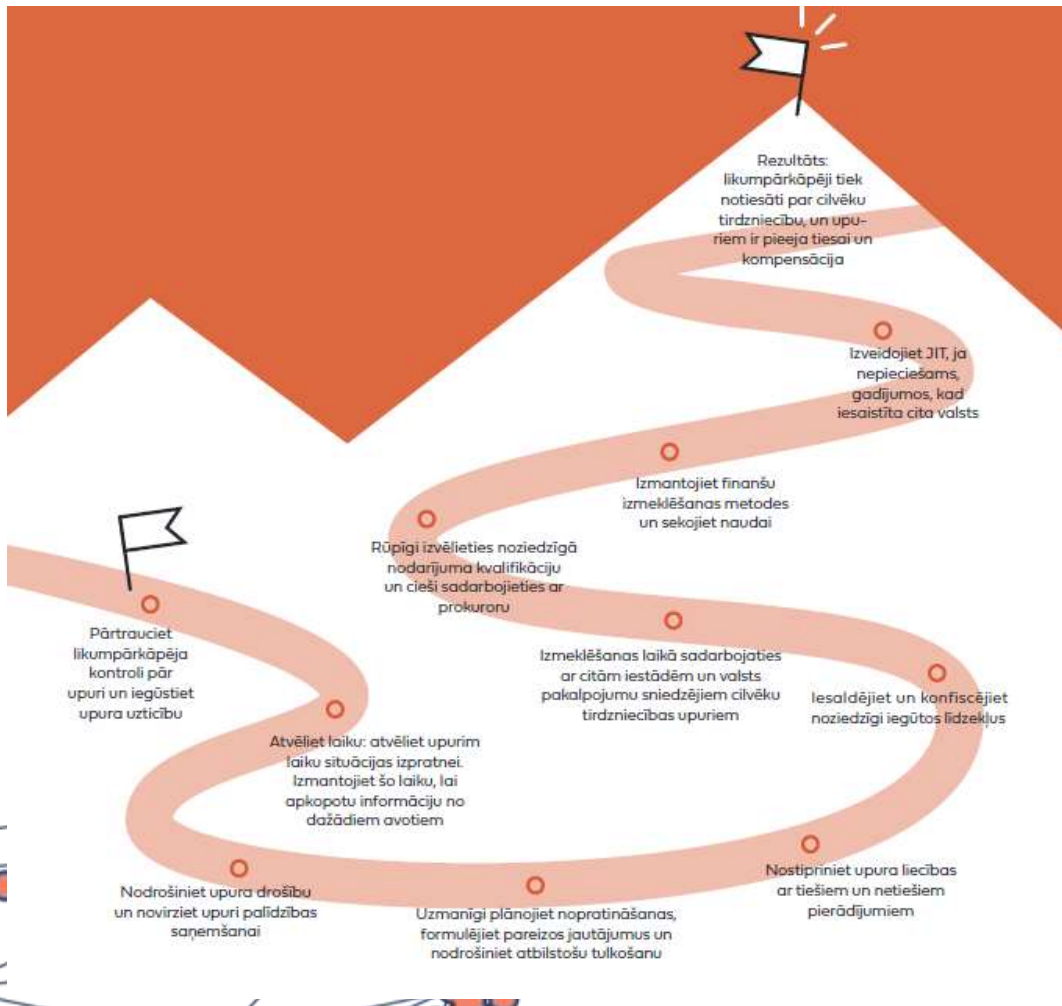 Rezultāts:
likumpārkāpēji tiek
notiesāti par cilvēku
tirdzniecību, un upu-
riem ir pieeja tiesai un
kompensācija
Izveidojiet JIT, ja
nepieciešams,
gadījumos, kad
iesaistīta cita valsts
Izmantojiet finanšu
izmeklēšanas metodes
un sekojiet naudai
Rūpīgi izvēlieties noziedzīgā
nodarījuma kvalifikāciju
un cieši sadarbojieties ar
prokuroru
Izmeklēšanas laikā sadarbojaties
ar citām iestādēm un valsts
pakalpojumu sniedzējiem cilvēku
tirdzniecības upuriem
Iesaldējiet un konfiscējiet
noziedzīgi iegūtos līdzekļus
Pārtrauciet
likumpārkāpēja
kontroli pār
upuri un iegūstiet
upura uzticību
Atvēliet laiku: atvēliet upurim
laiku situācijas izpratnei.
Izmantojiet šo laiku, lai
apkopotu informāciju no
dažādiem avotiem
Nostipriniet upura liecības
ar tiešiem un netiešiem
pierādījumiem
Nodrošiniet upura drošību
un novirziet upuri palīdzības
saņemšanai
Uzmanīgi plānojiet nopratināšanas,
formulējiet pareizos jautājumus un
nodrošiniet atbilstošu tulkošanu